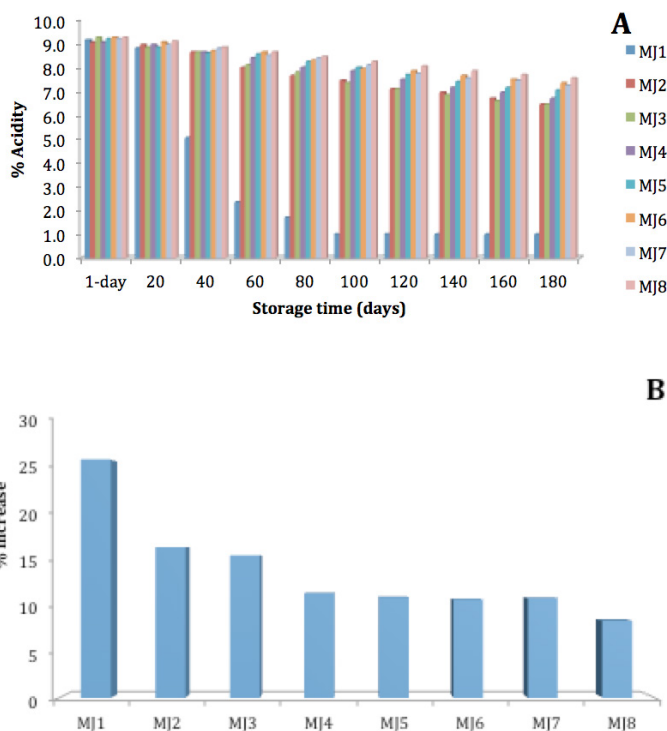 A
10.0
9.0
8.0
7.0
6.0
5.0
4.0
3.0
2.0
1.0
0.0
% Acidity
1-day 20 40 60 80 100 120 140 160 180
Storage time (days)
MJ1
MJ2
MJ3
MJ4
MJ5
MJ6
MJ7
MJ8
B
30
25
20
15
10
5
0
% Increase
MJ1 MJ2 MJ3 MJ4 MJ5 MJ6 MJ7 MJ8